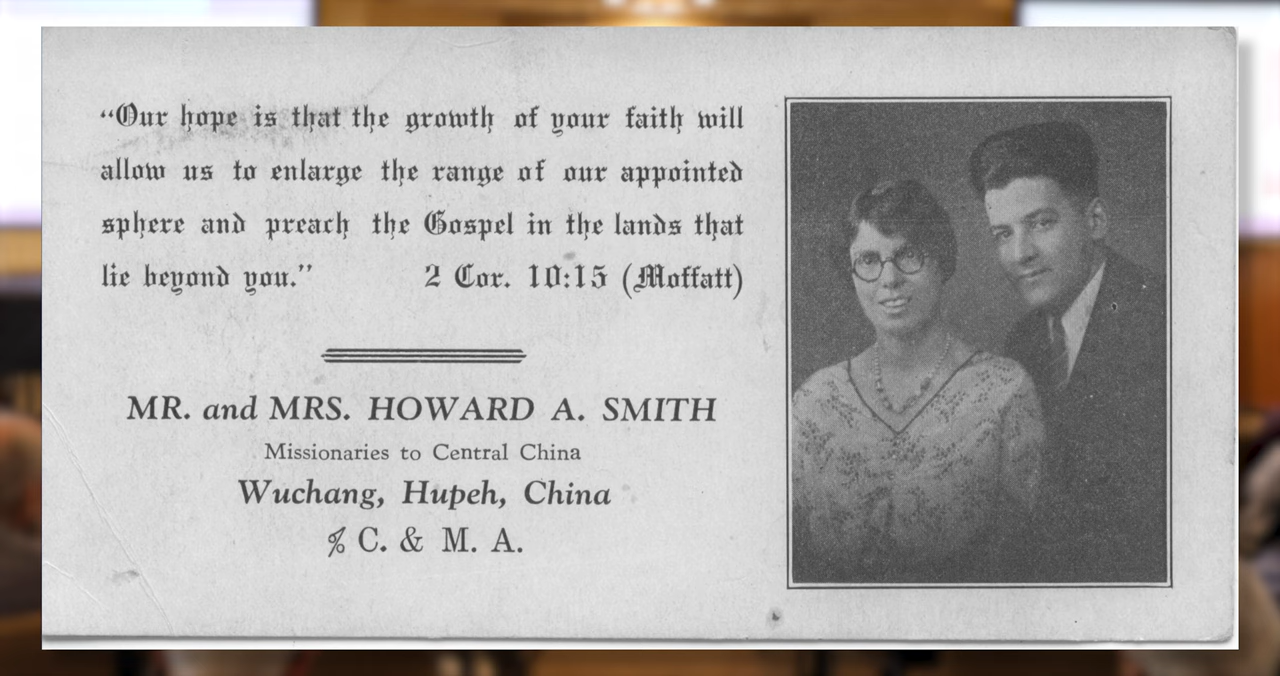 “Our hope is that the growth of your faith will
allow us to enlarge the range of our appointed
sphere and preach the Gospel in the lands that
lie beyond you.” 2 Cor. 10:15 (Moffatt)
MR. and MRS. HOWARD A. SMITH
Missionaries to Central China
Wuchang, Hupeh, China
℅ C. & M. A.